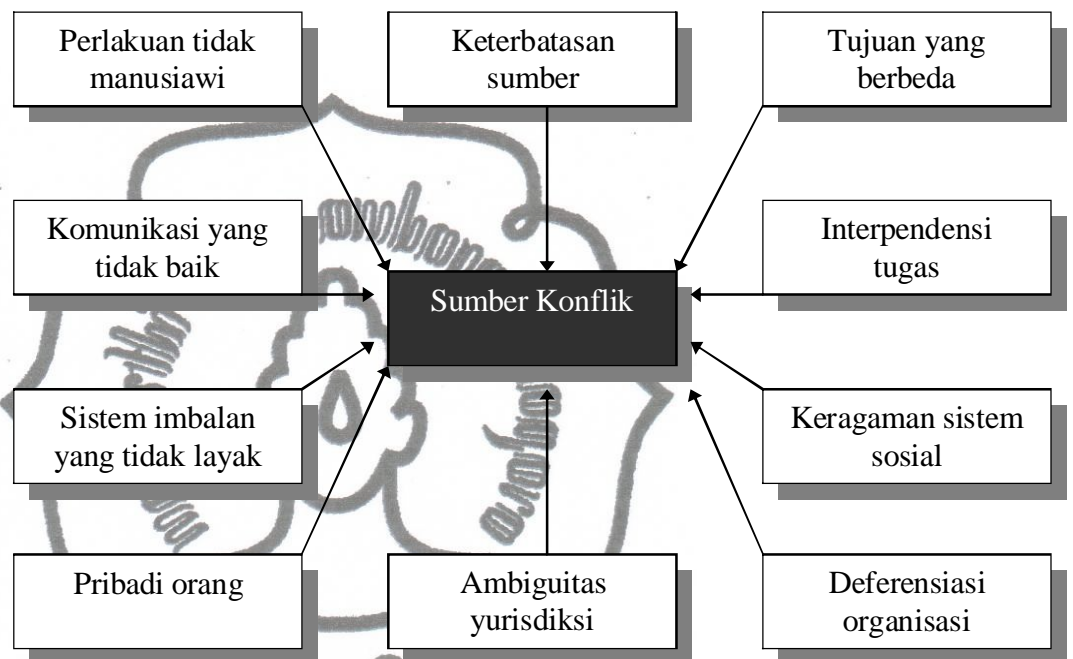 Perlakuan tidak
manusiawi
Keterbatasan
sumber
Tujuan yang
berbeda
Komunikasi yang
tidak baik
Interpendensi
tugas
Sumber Konflik
Sistem imbalan
yang tidak layak
Keragaman sistem
sosial
Pribadi orang
Ambiguitas
yurisdiksi
Deferensiasi
organisasi